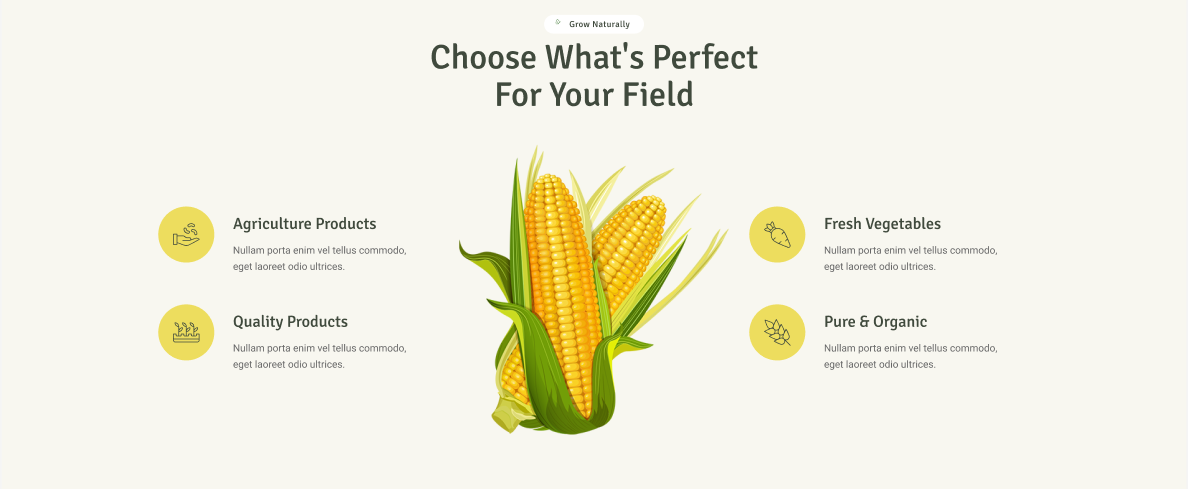 Grow Naturally
Choose What's Perfect
For Your Field
Agriculture Products
Nullam porta enim vel tellus commodo,
eget laoreet odio ultrices.
Quality Products
Nullam porta enim vel tellus commodo,
eget laoreet odio ultrices.
Fresh Vegetables
Nullam porta enim vel tellus commodo,
eget laoreet odio ultrices.
Pure & Organic
Nullam porta enim vel tellus commodo,
eget laoreet odio ultrices.